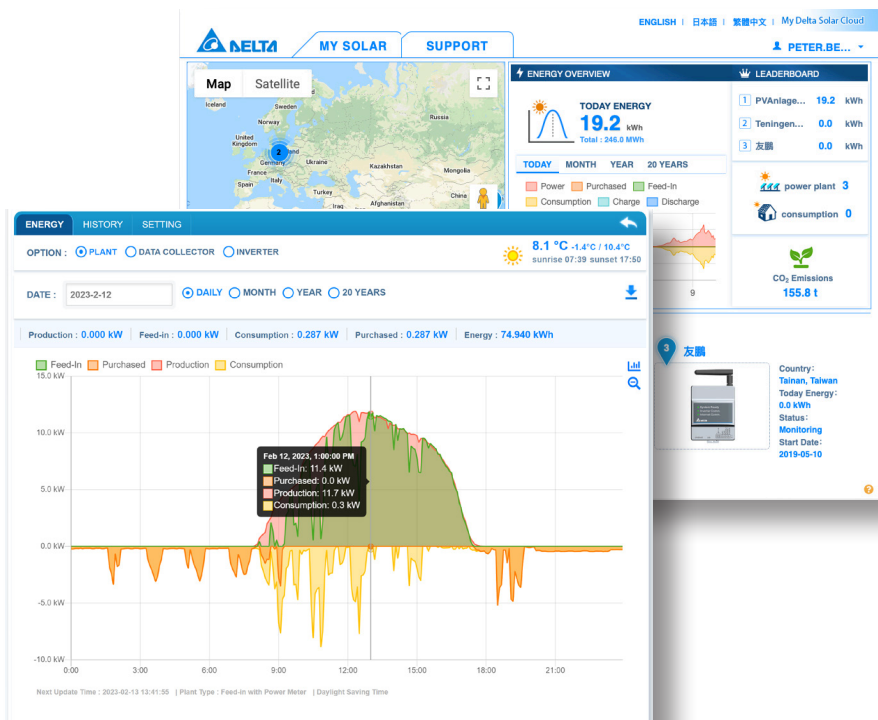 ENGLISH | 日本語 | 繁體中文 | My Delta Solar Cloud
DELTA
MY SOLAR
SUPPORT
PETER.BE...
Map
Satellite
Iceland
Sweden
Norway
Russia
United Kingdom
2
Germany
Ukraine
France
Kazakhstan
Mongolia
Spain
Italy
Turkey
China
Iraq
Afghanistan
ENERGY OVERVIEW
TODAY ENERGY
19.2 kWh
Total : 246.0 MWh
TODAY MONTH YEAR 20 YEARS
Power Purchased Feed-In
Consumption Charge Discharge
9
LEADERBOARD
1 PVAnlage... 19.2 kWh
2 Teningen... 0.0 kWh
3 友鵬 0.0 kWh
power plant 3
consumption 0
CO₂ Emissions
155.8 t
ENERGY HISTORY SETTING
OPTION : PLANT DATA COLLECTOR INVERTER
8.1 °C -1.4°C / 10.4°C
sunrise 07:39 sunset 17:50
DATE : 2023-2-12 DAILY MONTH YEAR 20 YEARS
Production : 0.000 kW Feed-in : 0.000 kW Consumption : 0.287 kW Purchased : 0.287 kW Energy : 74.940 kWh
Feed-In Purchased Production Consumption
15.0 kW
10.0 kW
5.0 kW
0.0 kW
-5.0 kW
-10.0 kW
Feb 12, 2023, 1:00:00 PM
Feed-In: 11.4 kW
Purchased: 0.0 kW
Production: 11.7 kW
Consumption: 0.3 kW
0:00 3:00 6:00 9:00 12:00 15:00 18:00 21:00
Next Update Time : 2023-02-13 13:41:55 | Plant Type : Feed-in with Power Meter | Daylight Saving Time
3 友鵬
Country:
Tainan, Taiwan
Today Energy:
0.0 kWh
Status:
Monitoring
Start Date:
2019-05-10
?